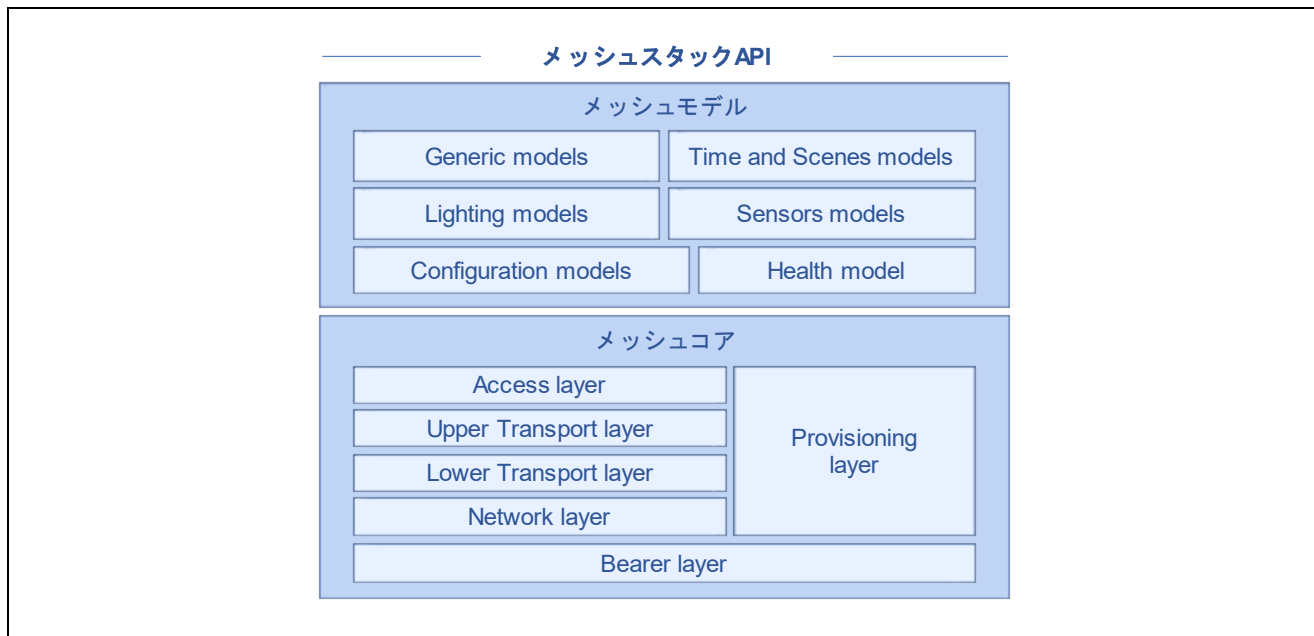 メッシュスタックAPI
メッシュモデル
Generic models
Time and Scenes models
Lighting models
Sensors models
Configuration models
Health model
メッシュコア
Access layer
Upper Transport layer
Lower Transport layer
Network layer
Provisioning
layer
Bearer layer